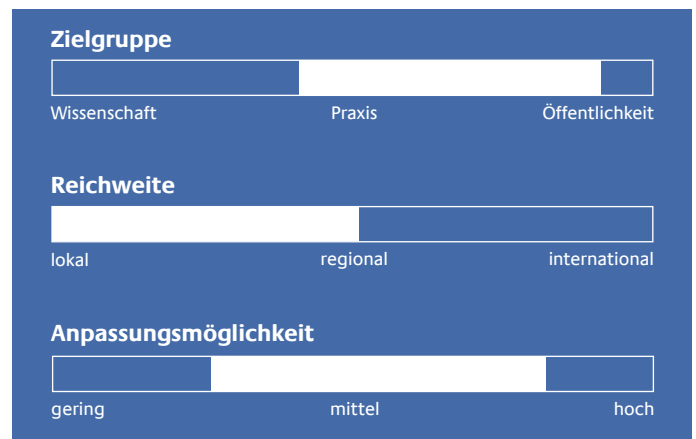 Zielgruppe
Wissenschaft Praxis Öffentlichkeit
Reichweite
lokal regional international
Anpassungsmöglichkeit
gering mittel hoch